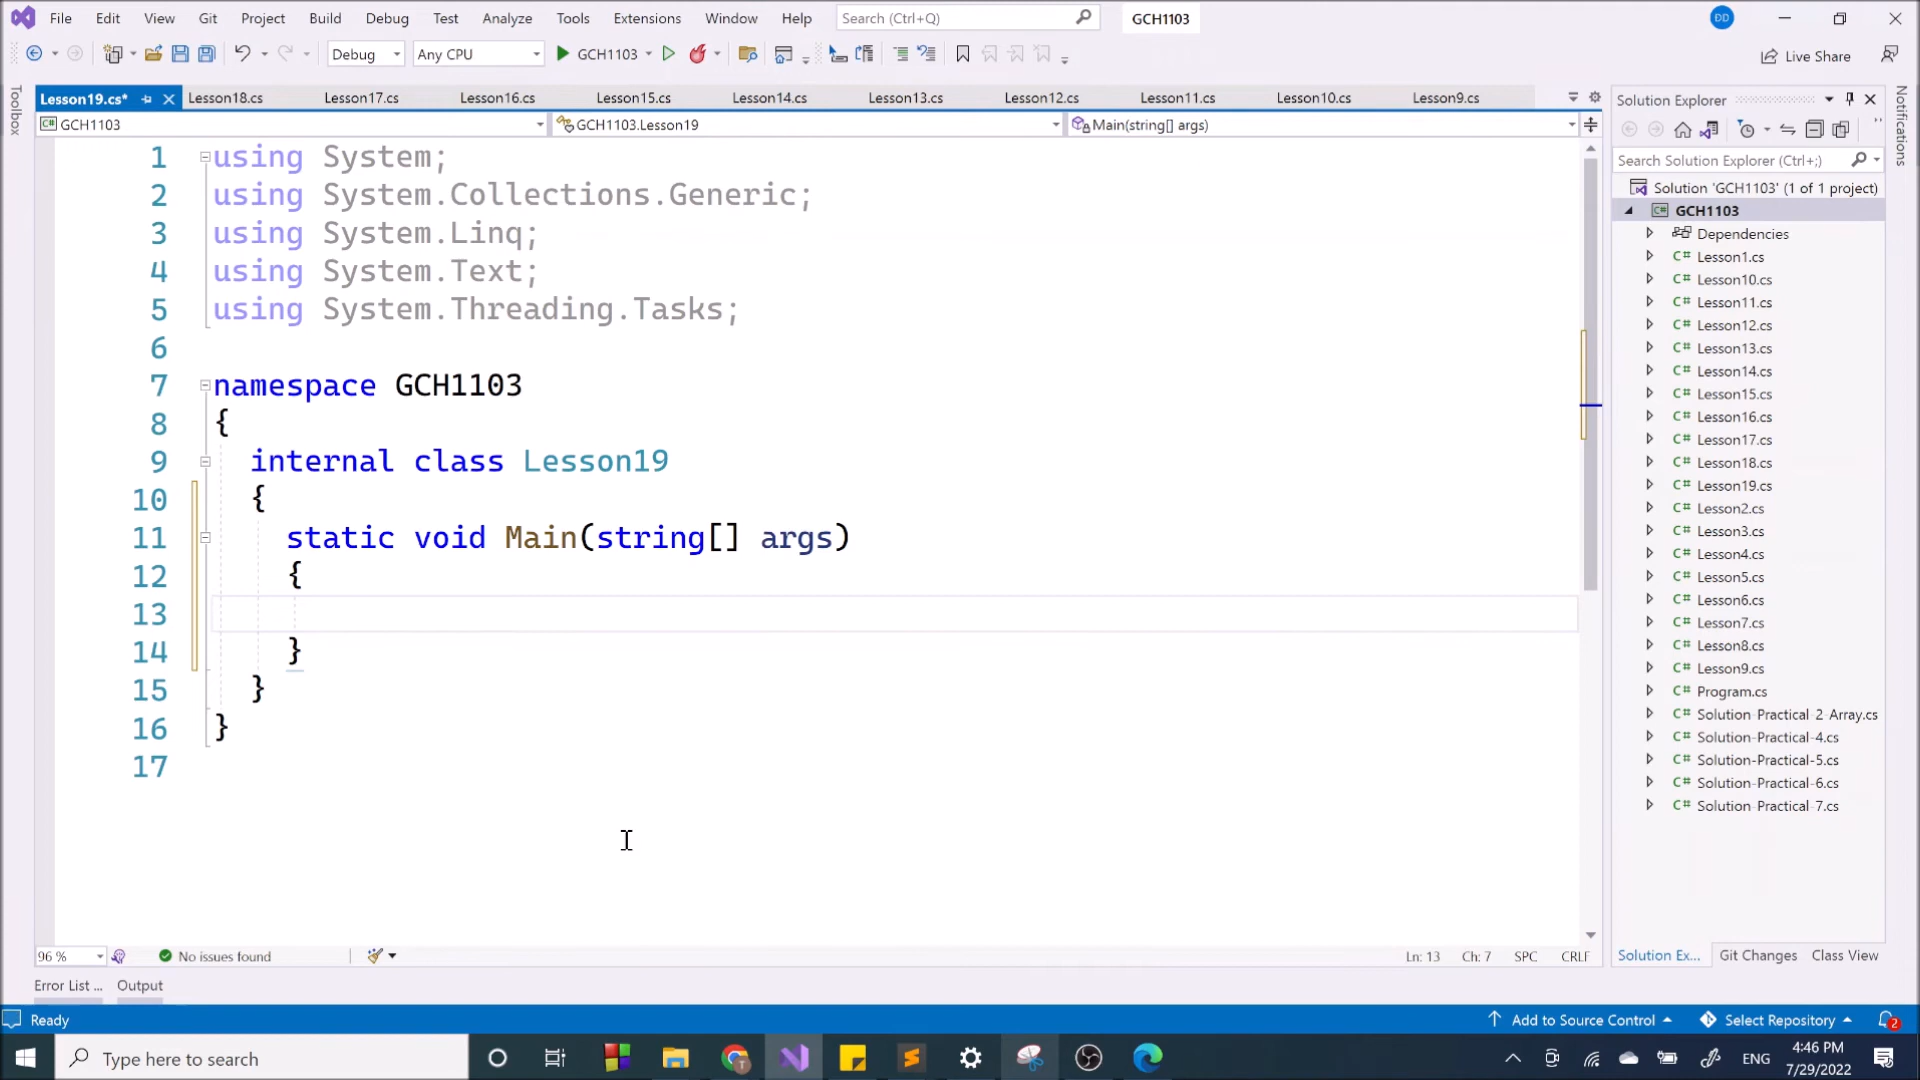 File Edit View Git Project Build Debug Test Analyze Tools Extensions Window Help Search (Ctrl+Q) GCH1103 ĐD
Debug Any CPU GCH1103 Live Share
Toolbox
Lesson19.cs* Lesson18.cs Lesson17.cs Lesson16.cs Lesson15.cs Lesson14.cs Lesson13.cs Lesson12.cs Lesson11.cs Lesson10.cs Lesson9.cs
GCH1103 GCH1103.Lesson19 Main(string[] args)
1 using System;
2 using System.Collections.Generic;
3 using System.Linq;
4 using System.Text;
5 using System.Threading.Tasks;
6
7 namespace GCH1103
8 {
9 internal class Lesson19
10 {
11 static void Main(string[] args)
12 {
13
14 }
15 }
16 }
17
96 % No issues found Ln: 13 Ch: 7 SPC CRLF
Error List ... Output
Solution Explorer
Search Solution Explorer (Ctrl+;)
Solution 'GCH1103' (1 of 1 project)
C# GCH1103
Dependencies
C# Lesson1.cs
C# Lesson10.cs
C# Lesson11.cs
C# Lesson12.cs
C# Lesson13.cs
C# Lesson14.cs
C# Lesson15.cs
C# Lesson16.cs
C# Lesson17.cs
C# Lesson18.cs
C# Lesson19.cs
C# Lesson2.cs
C# Lesson3.cs
C# Lesson4.cs
C# Lesson5.cs
C# Lesson6.cs
C# Lesson7.cs
C# Lesson8.cs
C# Lesson9.cs
C# Program.cs
C# Solution-Practical 2 Array.cs
C# Solution-Practical-4.cs
C# Solution-Practical-5.cs
C# Solution-Practical-6.cs
C# Solution-Practical-7.cs
Solution Ex... Git Changes Class View
Notifications
Ready Add to Source Control Select Repository 2
Type here to search ENG 4:46 PM
7/29/2022